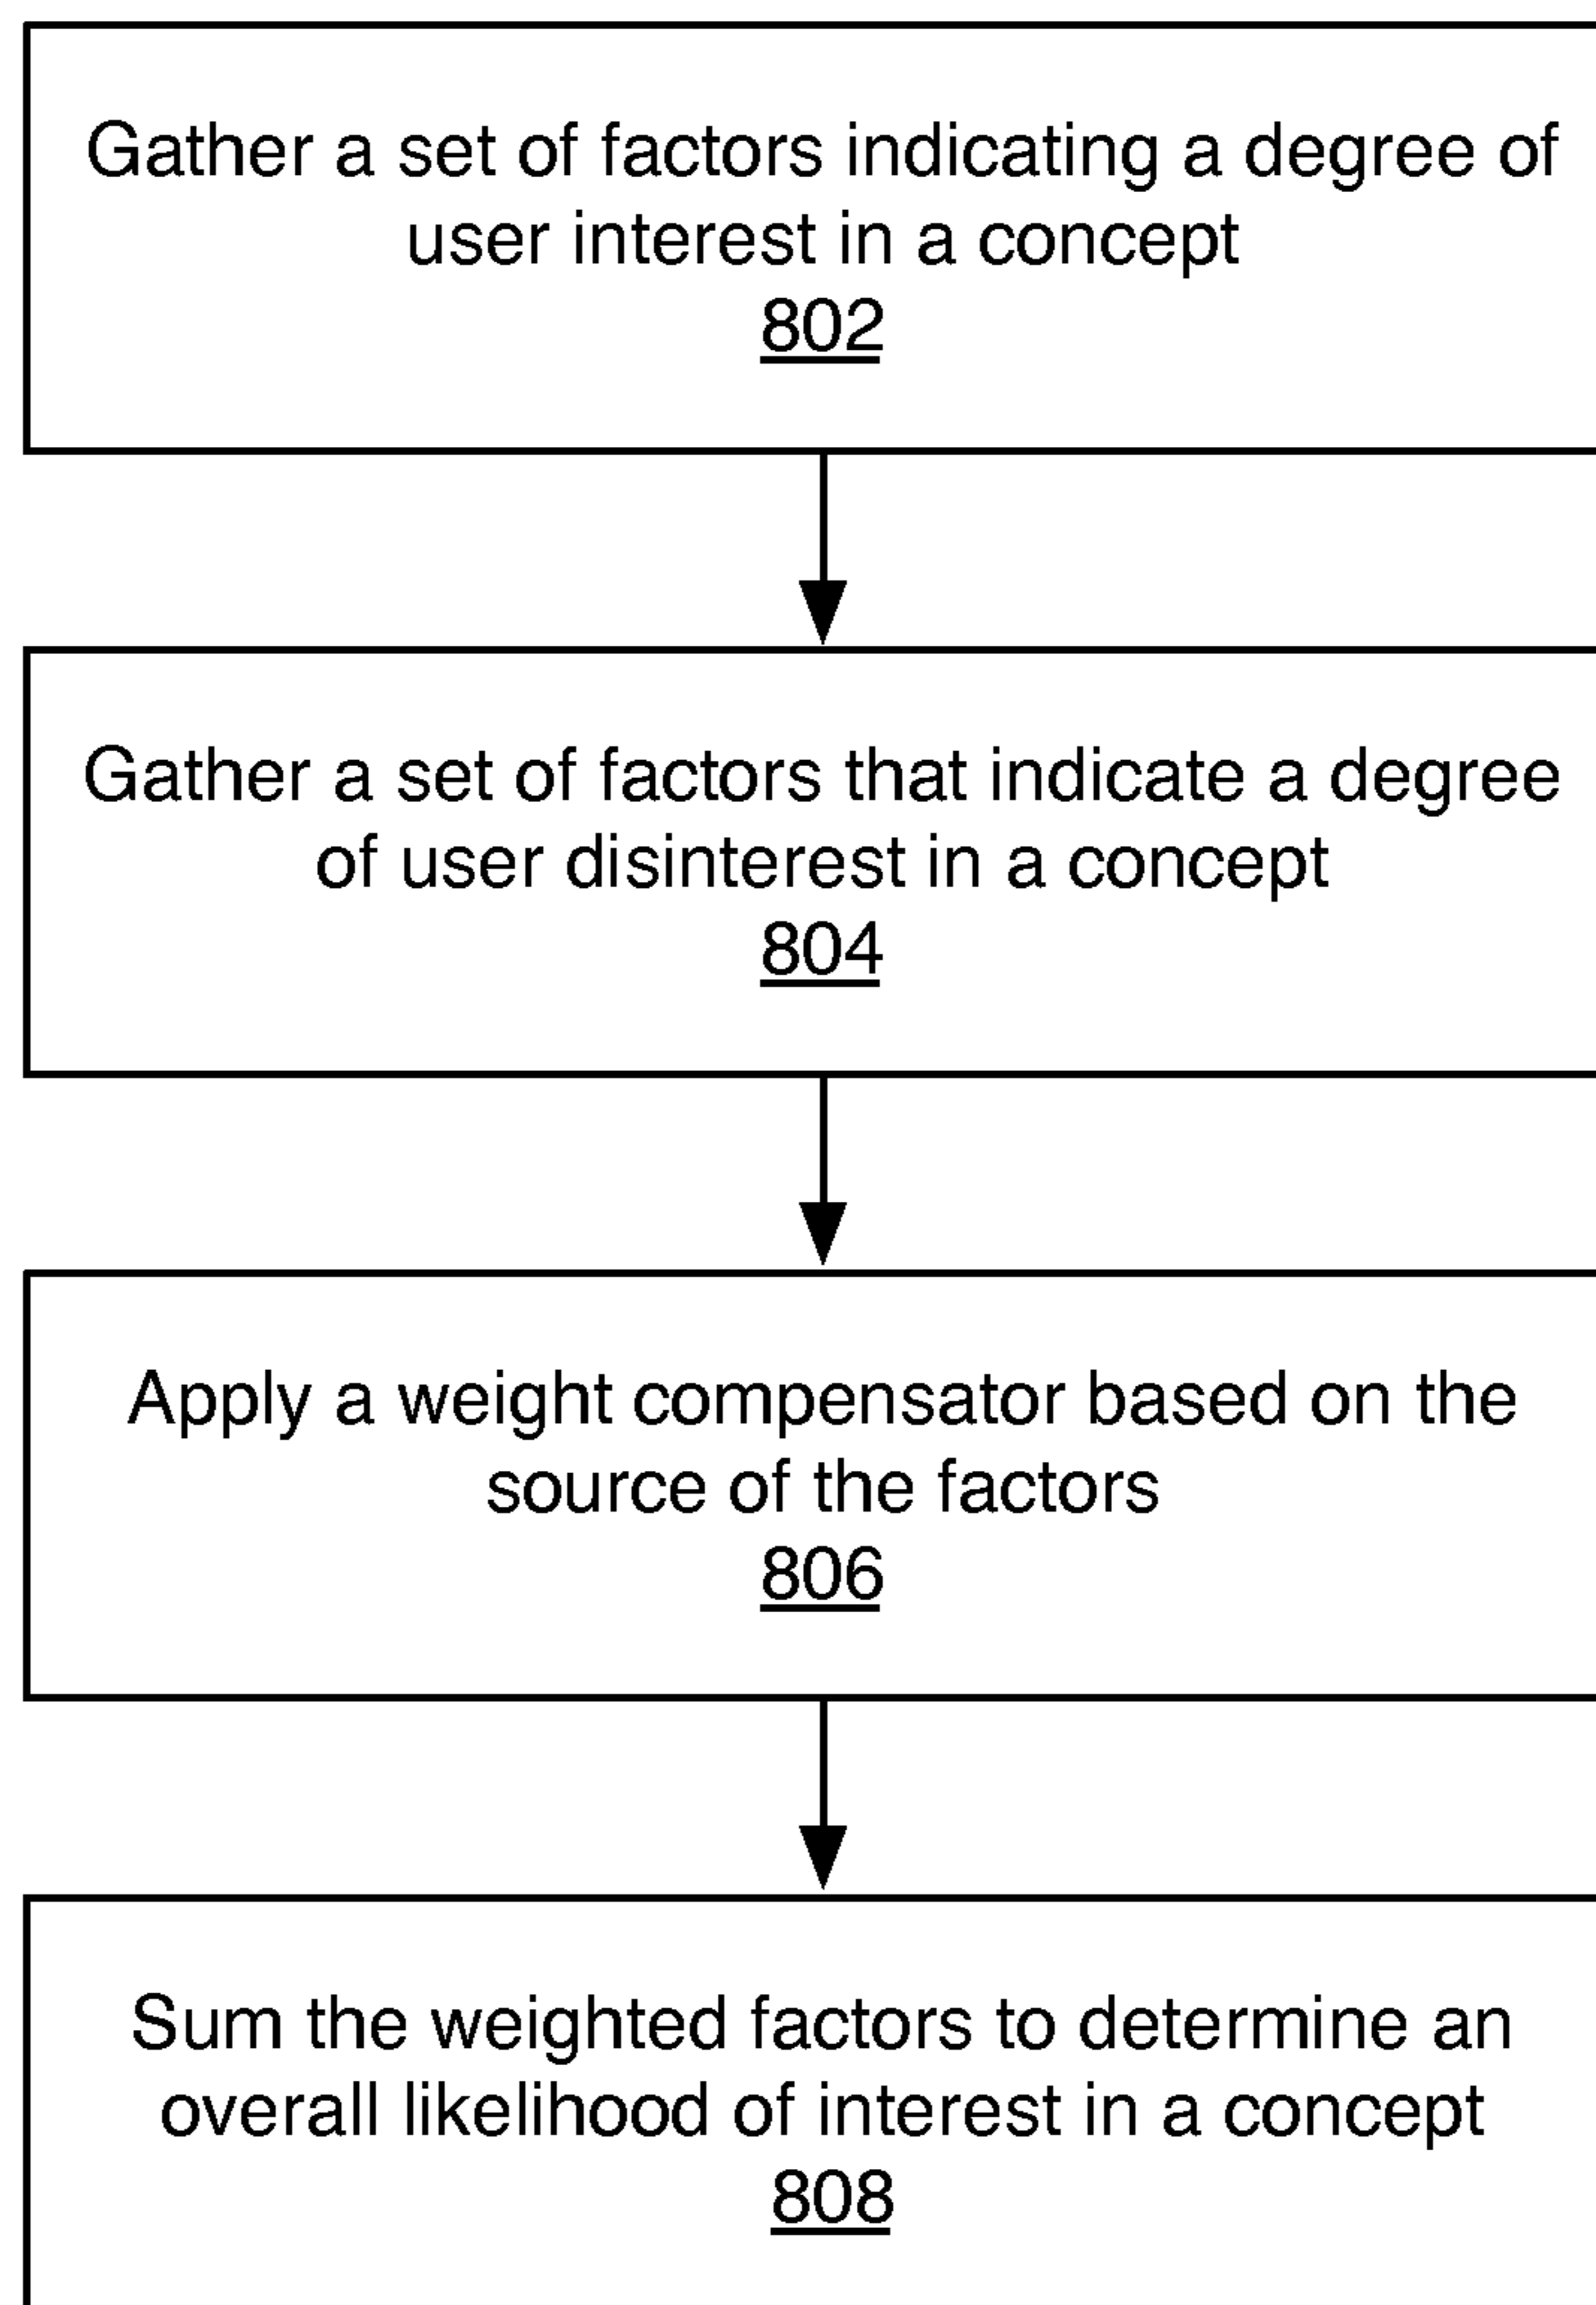 Gather a set of factors indicating a degree of
user interest in a concept
802
Gather a set of factors that indicate a degree
of user disinterest in a concept
804
Apply a weight compensator based on the
source of the factors
806
Sum the weighted factors to determine an
overall likelihood of interest in a concept
808